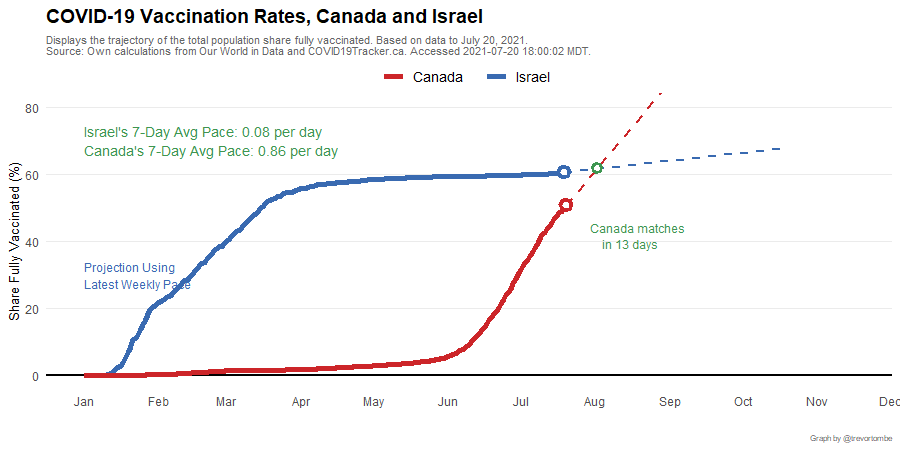 COVID-19 Vaccination Rates, Canada and Israel
Displays the trajectory of the total population share fully vaccinated. Based on data to July 20, 2021.
Source: Own calculations from Our World in Data and COVID19Tracker.ca. Accessed 2021-07-20 18:00:02 MDT.
Canada Israel
80
Israel's 7-Day Avg Pace: 0.08 per day
Canada's 7-Day Avg Pace: 0.86 per day
60
Share Fully Vaccinated (%)
Canada matches
in 13 days
40
Projection Using
Latest Weekly Pace
20
0
Jan Feb Mar Apr May Jun Jul Aug Sep Oct Nov Dec
Graph by @trevortombe